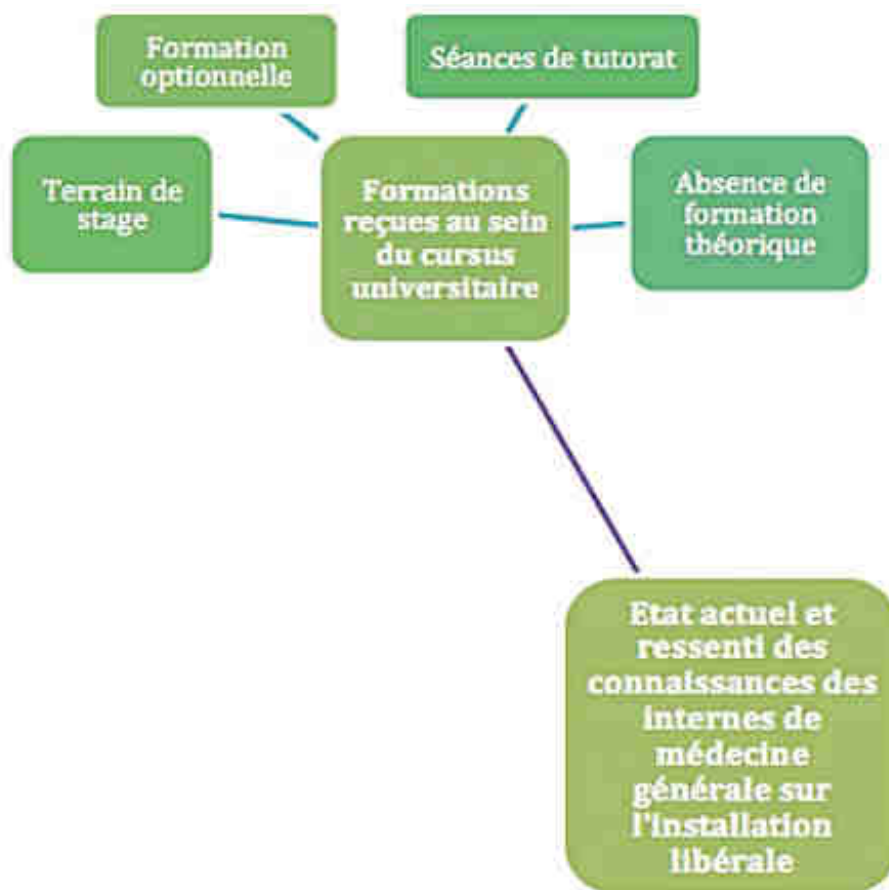 Formation
optionnelle
Séances de tutorat
Terrain de
stage
Formations
reçues au sein
du cursus
universitaire
Absence de
formation
théorique
Etat actuel et
ressenti des
connaissances des
internes de
médecine
générale sur
l'installation
libérale